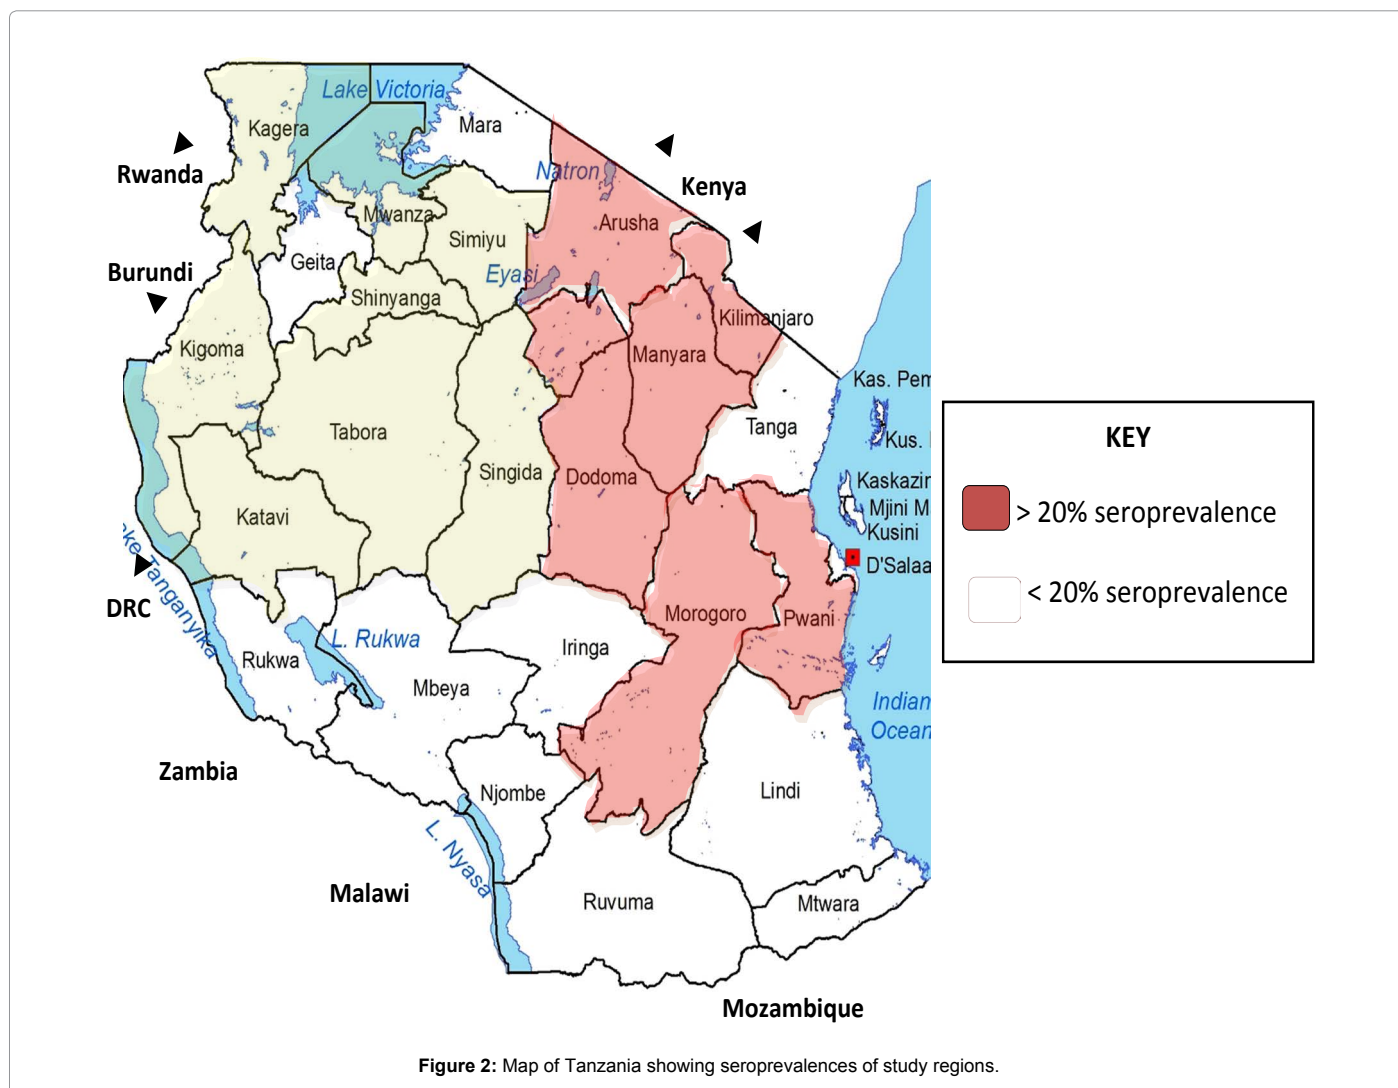 Lake Victoria
Kagera
Mara
Rwanda
Natron
Kenya
Mwanza
Arusha
Simiyu
Geita
Burundi
Eyasi
Shinyanga
Kilimanjaro
Kigoma
Manyara
Kas. Pem
Tanga
Tabora
Kus.
KEY
Singida
Dodoma
Kaskazin
Mjini M
Katavi
Kusini
> 20% seroprevalence
D'Salaa
ke Tanganyika
DRC
< 20% seroprevalence
Morogoro
Pwani
L. Rukwa
Iringa
Rukwa
Mbeya
Indian
Ocean
Zambia
Njombe
Lindi
L. Nyasa
Malawi
Ruvuma
Mtwara
Mozambique
Figure 2: Map of Tanzania showing seroprevalences of study regions.